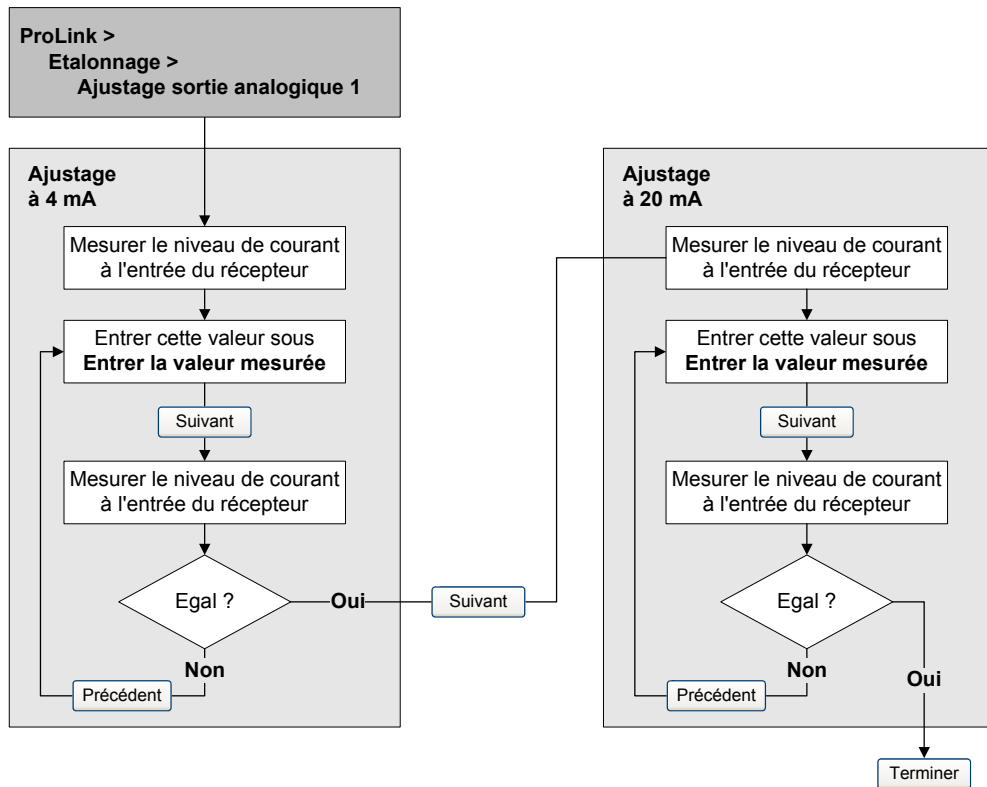 ProLink >
Etalonnage >
Ajustage sortie analogique 1
Ajustage
à 4 mA
Mesurer le niveau de courant
à l'entrée du récepteur
Entrer cette valeur sous
Entrer la valeur mesurée
Suivant
Mesurer le niveau de courant
à l'entrée du récepteur
Egal ?
Oui
Suivant
Non
Précédent
Ajustage
à 20 mA
Mesurer le niveau de courant
à l'entrée du récepteur
Entrer cette valeur sous
Entrer la valeur mesurée
Suivant
Mesurer le niveau de courant
à l'entrée du récepteur
Egal ?
Non
Oui
Précédent
Terminer